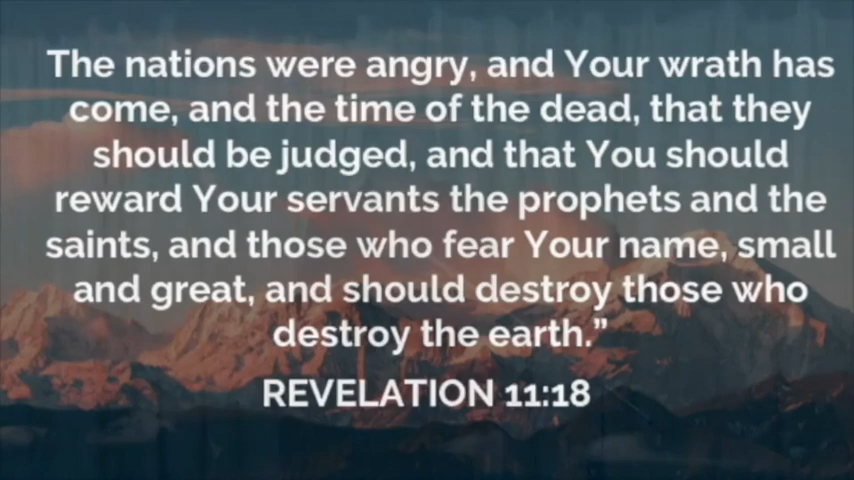 The nations were angry, and Your wrath has
come, and the time of the dead, that they
should be judged, and that You should
reward Your servants the prophets and the
saints, and those who fear Your name, small
and great, and should destroy those who
destroy the earth.”
REVELATION 11:18